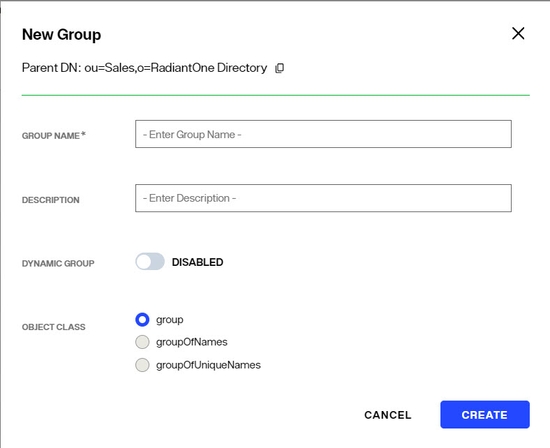 New Group
Parent DN: ou=Sales,o=RadiantOne Directory
GROUP NAME*
- Enter Group Name -
DESCRIPTION
- Enter Description -
DYNAMIC GROUP
DISABLED
OBJECT CLASS
group
groupOfNames
groupOfUniqueNames
CANCEL
CREATE